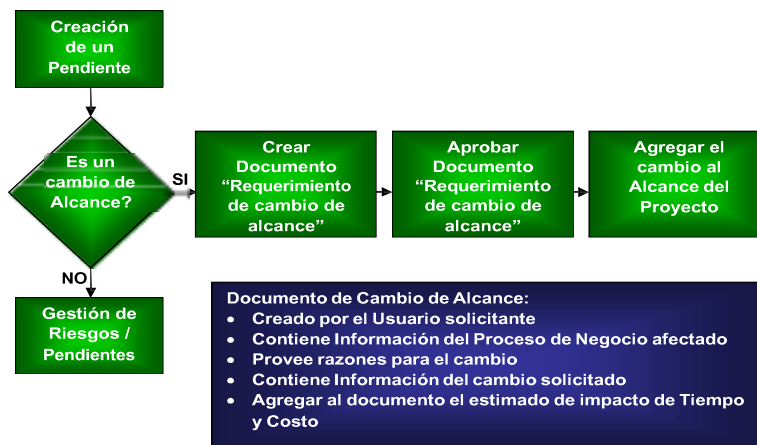 Creación
de un
Pendiente
Es un
cambio de
Alcance?
SI
Crear
Documento
“Requerimiento
de cambio de
alcance”
Aprobar
Documento
“Requerimiento
de cambio de
alcance”
Agregar el
cambio al
Alcance del
Proyecto
NO
Gestión de
Riesgos /
Pendientes
Documento de Cambio de Alcance:
• Creado por el Usuario solicitante
• Contiene Información del Proceso de Negocio afectado
• Provee razones para el cambio
• Contiene Información del cambio solicitado
• Agregar al documento el estimado de impacto de Tiempo
y Costo